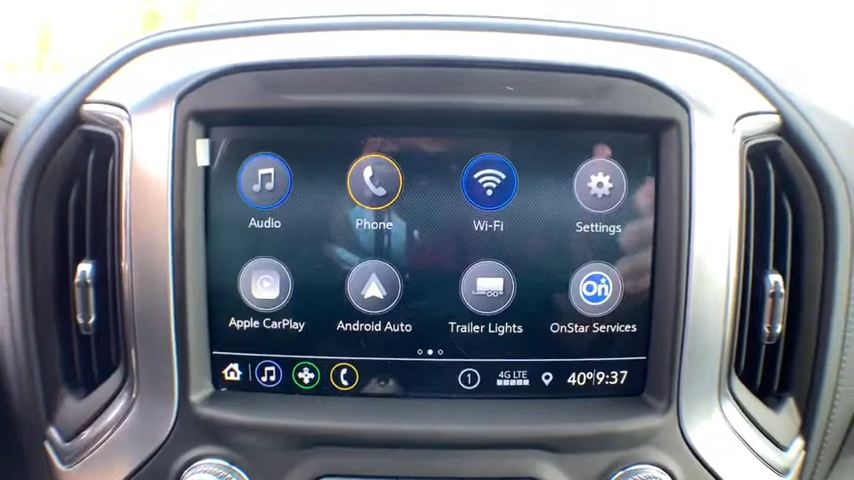 Audio
Phone
Wi-Fi
Settings
Apple CarPlay
Android Auto
Trailer Lights
On
OnStar Services
1
4G LTE
40° 9:37